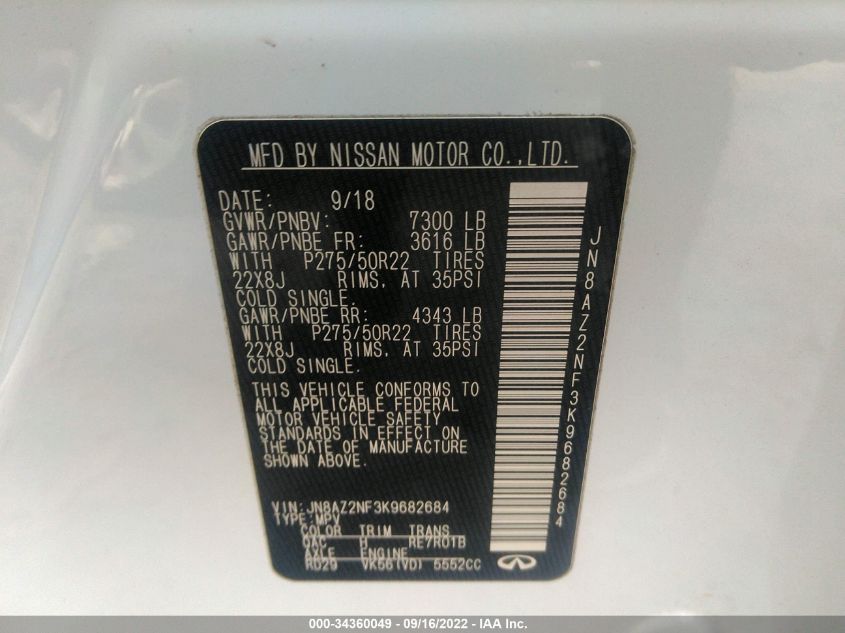 MFD BY NISSAN MOTOR CO.,LTD.
DATE: 9/18
GVWR/PNBV: 7300 LB
GAWR/PNBE FR: 3616 LB
WITH P275/50R22 TIRES
22X8J RIMS, AT 35PSI
COLD SINGLE.
GAWR/PNBE RR: 4343 LB
WITH P275/50R22 TIRES
22X8J RIMS, AT 35PSI
COLD SINGLE.
THIS VEHICLE CONFORMS TO
ALL APPLICABLE FEDERAL
MOTOR VEHICLE SAFETY
STANDARDS IN EFFECT ON
THE DATE OF MANUFACTURE
SHOWN ABOVE.
VIN:JN8AZ2NF3K9682684
TYPE:MPV
COLOR TRIM TRANS
QAC H RE7R01B
AXLE ENGINE
RD29 VK56(VD) 5552CC
JN8AZ2NF3K9682684
INFINITI
000-34360049 - 09/16/2022 - IAA Inc.